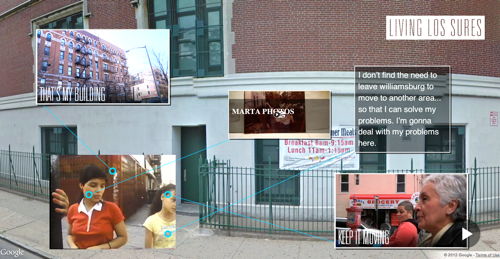 LIVING LOS SURES
THAT'S MY BUILDING
I don't find the need to
leave williamsburg to
move to another area...
so that I can solve my
problems. I'm gonna
deal with my problems
here.
MARTA PHOTOS
Breakfast 8am-9:15am
Lunch 11am-1:15pm
GROCERY
KEEP IT MOVING
Google
© 2012 Google - Terms of Use